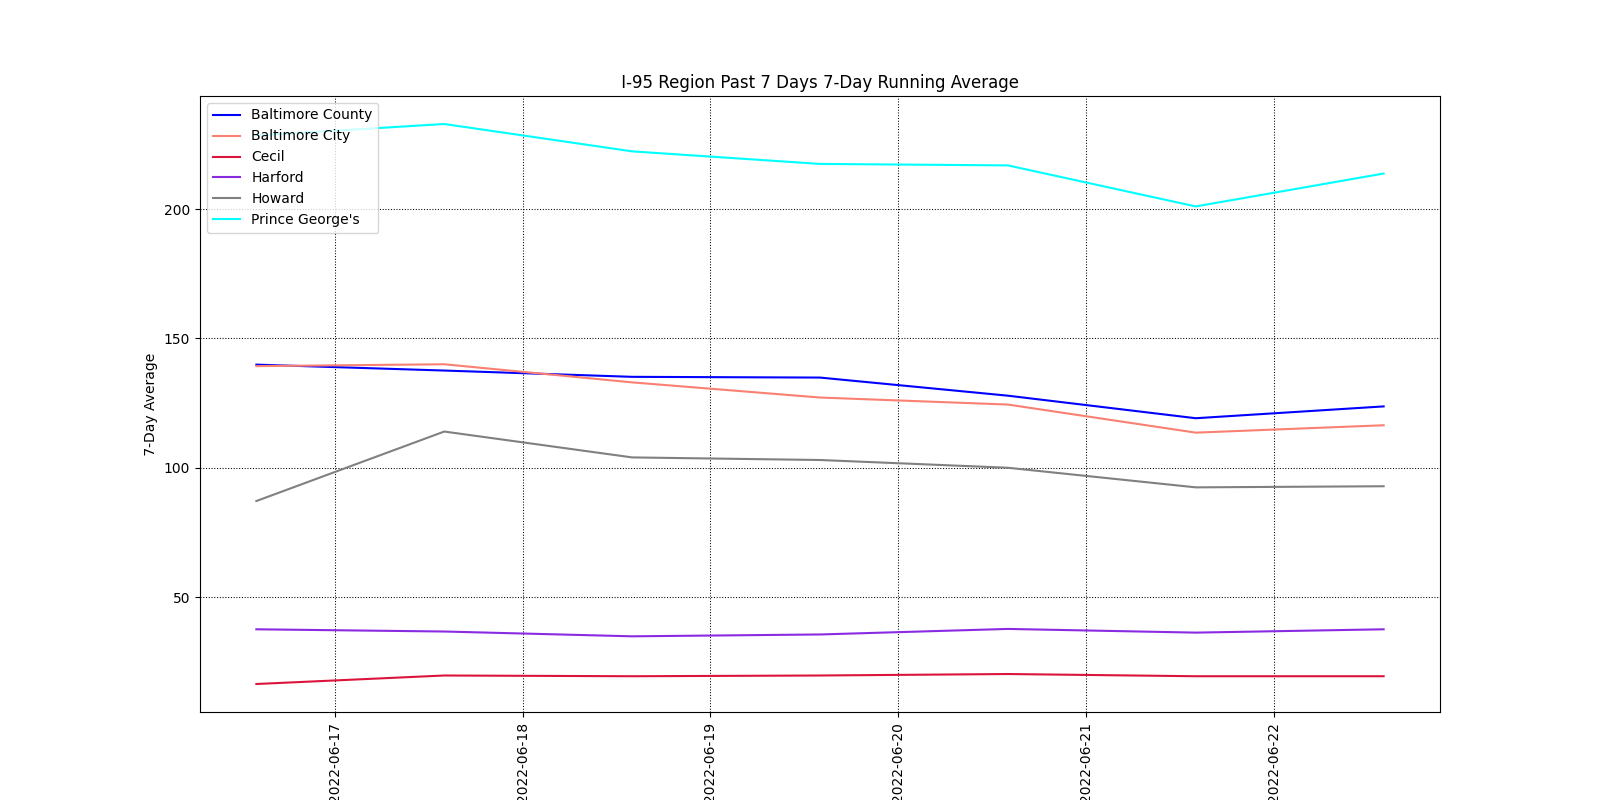 I-95 Region Past 7 Days 7-Day Running Average
Baltimore County
Baltimore City
Cecil
Harford
Howard
Prince George's
7-Day Average
200
150
100
50
2022-06-17
2022-06-18
2022-06-19
2022-06-20
2022-06-21
2022-06-22